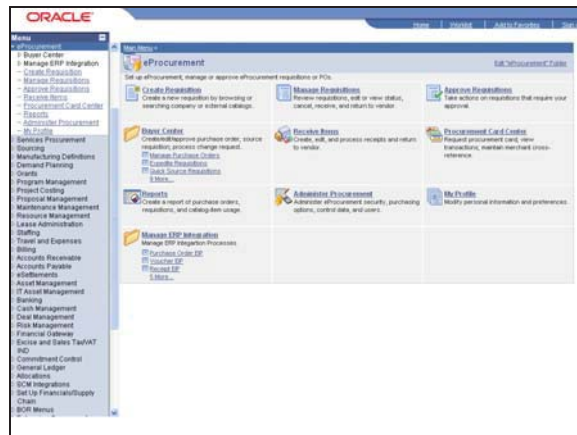 ORACLE
Home | Worklist | Add to Favorites | Sign
Menu
eProcurement
Buyer Center
Manage ERP Integration
Create Requisition
Manage Requisitions
Approve Requisitions
Receive Items
Procurement Card Center
Reports
Administer Procurement
My Profile
Services Procurement
Sourcing
Manufacturing Definitions
Demand Planning
Grants
Program Management
Project Costing
Proposal Management
Maintenance Management
Resource Management
Lease Administration
Staffing
Travel and Expenses
Billing
Accounts Receivable
Accounts Payable
eSettlements
Asset Management
IT Asset Management
Banking
Cash Management
Deal Management
Risk Management
Financial Gateway
Excise and Sales Tax/VAT
IND
Commitment Control
General Ledger
Allocations
SCM Integrations
Set Up Financials/Supply
Chain
BOR Menus
Main Menu >
eProcurement
Edit "eProcurement" Folder
Set up eProcurement, manage or approve eProcurement requisitions or POs.
Create Requisition
Create a new requisition by browsing or
searching company or external catalogs.
Manage Requisitions
Review requisitions, edit or view status,
cancel, receive, and return to vendor.
Approve Requisitions
Take actions on requisitions that require your
approval.
Buyer Center
Create/edit/approve purchase order, source
requisition, process change request.
Manage Purchase Orders
Expedite Requisitions
Quick Source Requisitions
Receive Items
Create, edit, and process receipts and return
to vendor.
Procurement Card Center
Request procurement card, view
transactions, maintain merchant cross-
reference.
Reports
Create a report of purchase orders,
requisitions, and catalog-item usage.
Administer Procurement
Administer eProcurement security, purchasing
options, control data, and users.
My Profile
Modify personal information and preferences.
Manage ERP Integration
Manage ERP Integartion Processes
Purchase Order EIP
Voucher EIP
Receipt EIP
5 More...